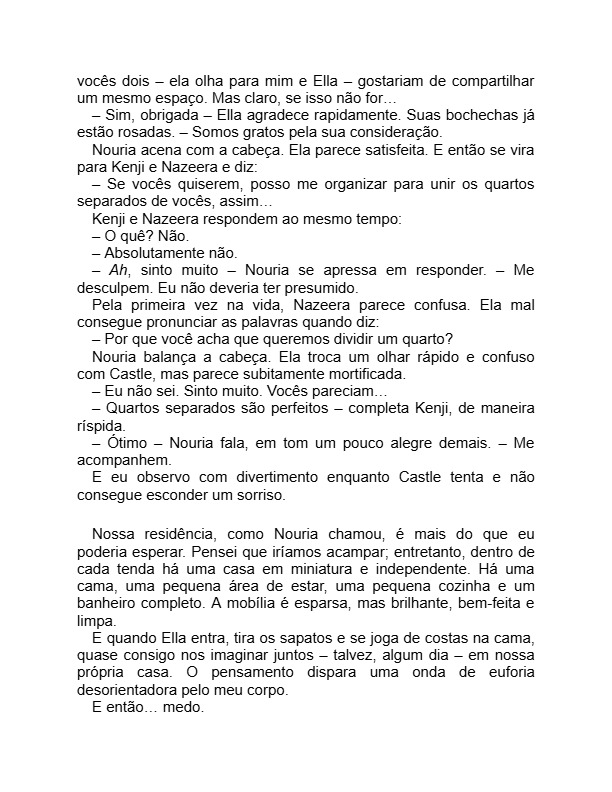 vocês dois – ela olha para mim e Ella – gostariam de compartilhar
um mesmo espaço. Mas claro, se isso não for…
– Sim, obrigada – Ella agradece rapidamente. Suas bochechas já
estão rosadas. – Somos gratos pela sua consideração.
Nouria acena com a cabeça. Ela parece satisfeita. E então se vira
para Kenji e Nazeera e diz:
– Se vocês quiserem, posso me organizar para unir os quartos
separados de vocês, assim…
Kenji e Nazeera respondem ao mesmo tempo:
– O quê? Não.
– Absolutamente não.
– Ah, sinto muito – Nouria se apressa em responder. – Me
desculpem. Eu não deveria ter presumido.
Pela primeira vez na vida, Nazeera parece confusa. Ela mal
consegue pronunciar as palavras quando diz:
– Por que você acha que queremos dividir um quarto?
Nouria balança a cabeça. Ela troca um olhar rápido e confuso
com Castle, mas parece subitamente mortificada.
– Eu não sei. Sinto muito. Vocês pareciam…
– Quartos separados são perfeitos – completa Kenji, de maneira
ríspida.
– Ótimo – Nouria fala, em tom um pouco alegre demais. – Me
acompanhem.
E eu observo com divertimento enquanto Castle tenta e não
consegue esconder um sorriso.
Nossa residência, como Nouria chamou, é mais do que eu
poderia esperar. Pensei que iríamos acampar; entretanto, dentro de
cada tenda há uma casa em miniatura e independente. Há uma
cama, uma pequena área de estar, uma pequena cozinha e um
banheiro completo. A mobília é esparsa, mas brilhante, bem-feita e
limpa.
E quando Ella entra, tira os sapatos e se joga de costas na cama,
quase consigo nos imaginar juntos – talvez, algum dia – em nossa
própria casa. O pensamento dispara uma onda de euforia
desorientadora pelo meu corpo.
E então… medo.